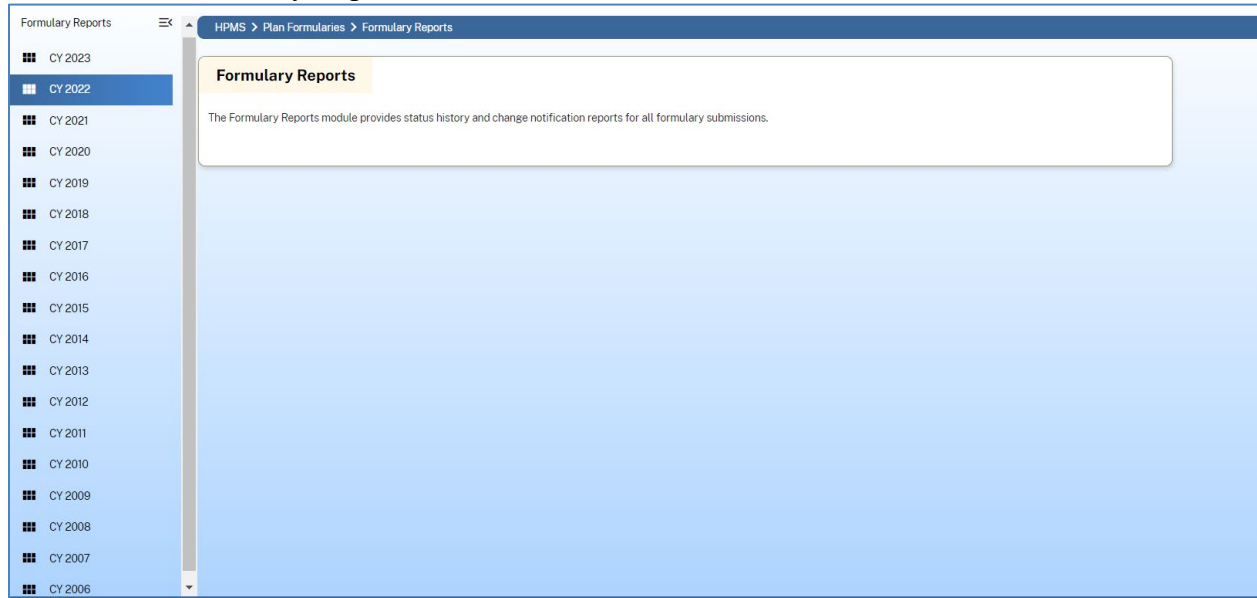 Formulary Reports
CY 2023
CY 2022
CY 2021
CY 2020
CY 2019
CY 2018
CY 2017
CY 2016
CY 2015
CY 2014
CY 2013
CY 2012
CY 2011
CY 2010
CY 2009
CY 2008
CY 2007
CY 2006
HPMS > Plan Formularies > Formulary Reports
Formulary Reports
The Formulary Reports module provides status history and change notification reports for all formulary submissions.